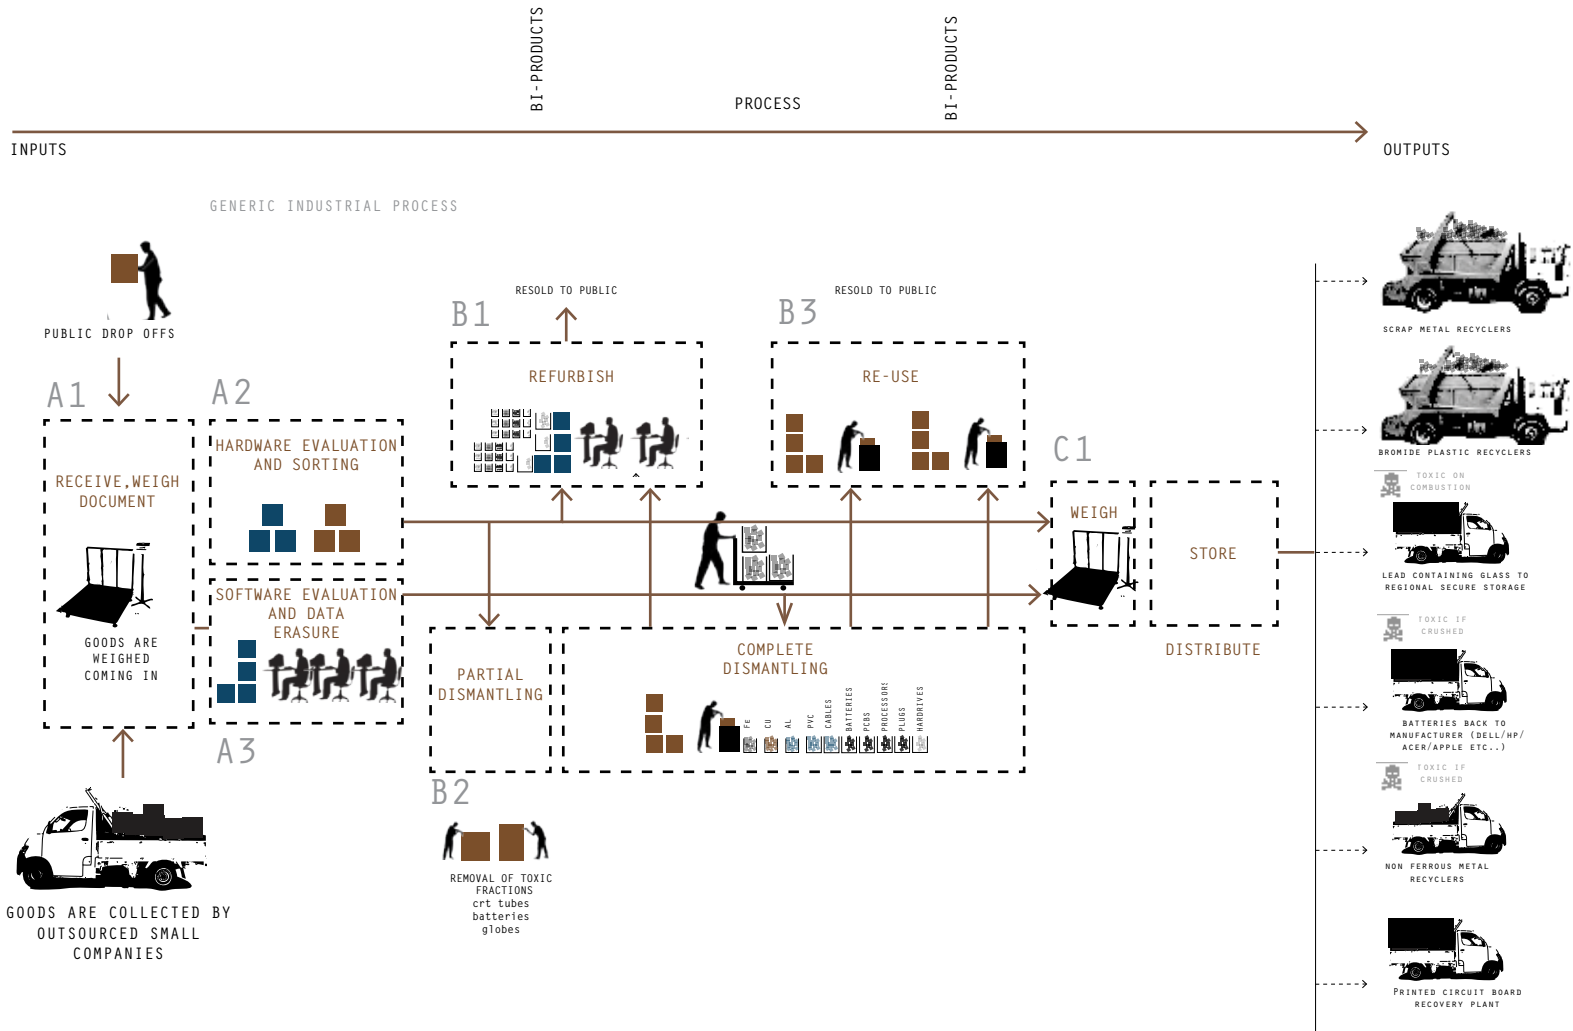 BI-PRODUCTS
PROCESS
BI-PRODUCTS
INPUTS
OUTPUTS
GENERIC INDUSTRIAL PROCESS
PUBLIC DROP OFFS
A1
RECEIVE,WEIGH
DOCUMENT
GOODS ARE
WEIGHED
COMING IN
GOODS ARE COLLECTED BY
OUTSOURCED SMALL
COMPANIES
A2
HARDWARE EVALUATION
AND SORTING
SOFTWARE EVALUATION
AND DATA
ERASURE
A3
RESOLD TO PUBLIC
B1
REFURBISH
PARTIAL
DISMANTLING
B2
REMOVAL OF TOXIC
FRACTIONS
crt tubes
batteries
globes
RESOLD TO PUBLIC
B3
RE-USE
COMPLETE
DISMANTLING
FE
CU
AL
PVC
CABLES
BATTERIES
PCBS
PROCESSORS
PLUGS
HARDRIVES
C1
WEIGH
STORE
DISTRIBUTE
SCRAP METAL RECYCLERS
BROMIDE PLASTIC RECYCLERS
TOXIC ON
COMBUSTION
LEAD CONTAINING GLASS TO
REGIONAL SECURE STORAGE
TOXIC IF
CRUSHED
BATTERIES BACK TO
MANUFACTURER (DELL/HP/
ACER/APPLE ETC..)
TOXIC IF
CRUSHED
NON FERROUS METAL
RECYCLERS
PRINTED CIRCUIT BOARD
RECOVERY PLANT